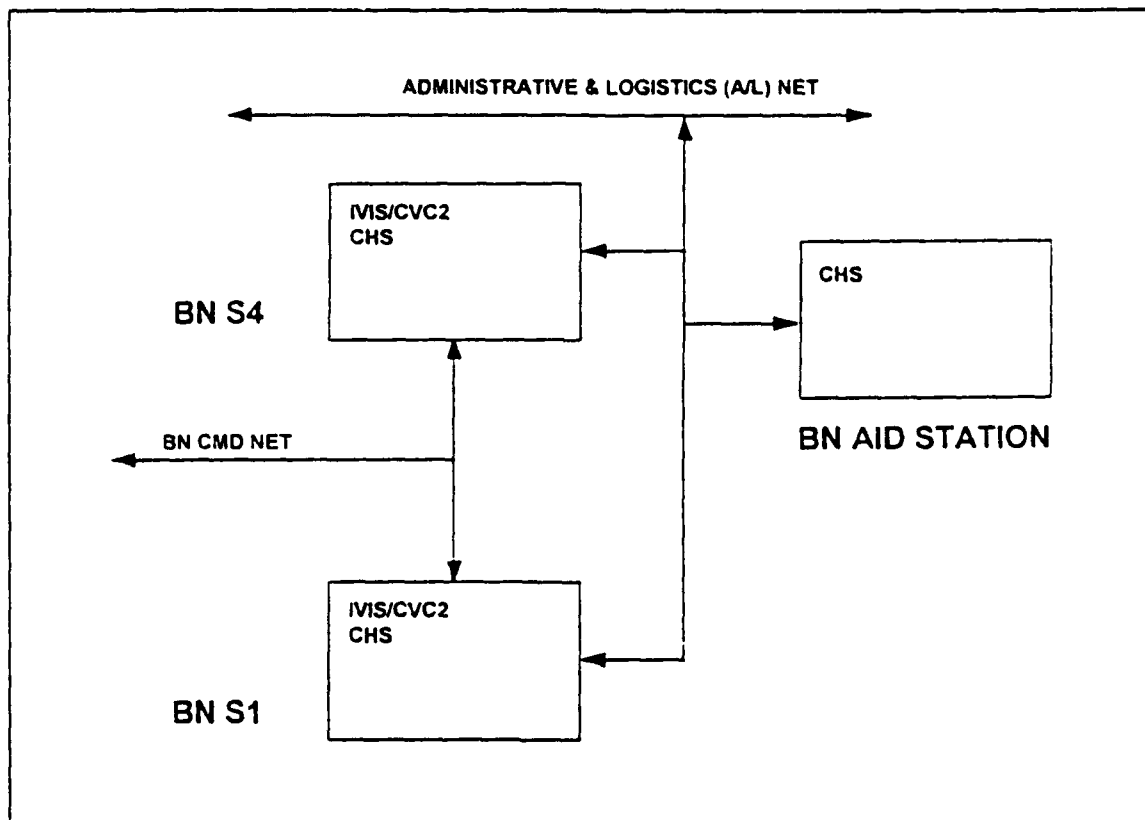 ADMINISTRATIVE & LOGISTICS (A/L) NET
IVIS/CVC2
CHS
BN S4
CHS
BN AID STATION
BN CMD NET
IVIS/CVC2
CHS
BN S1